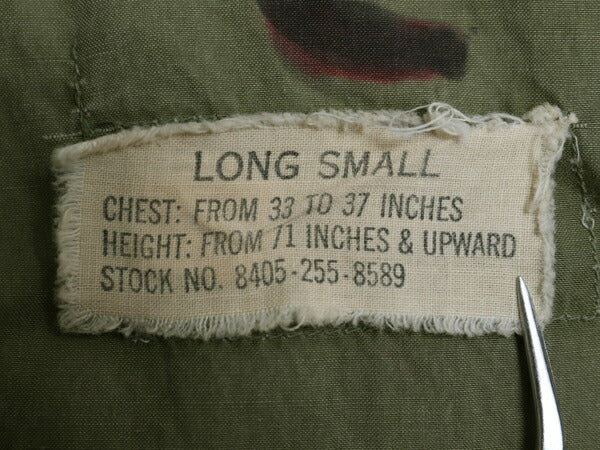 LONG SMALL
CHEST: FROM 33 TO 37 INCHES
HEIGHT: FROM 71 INCHES & UPWARD
STOCK NO. 8405-255-8589